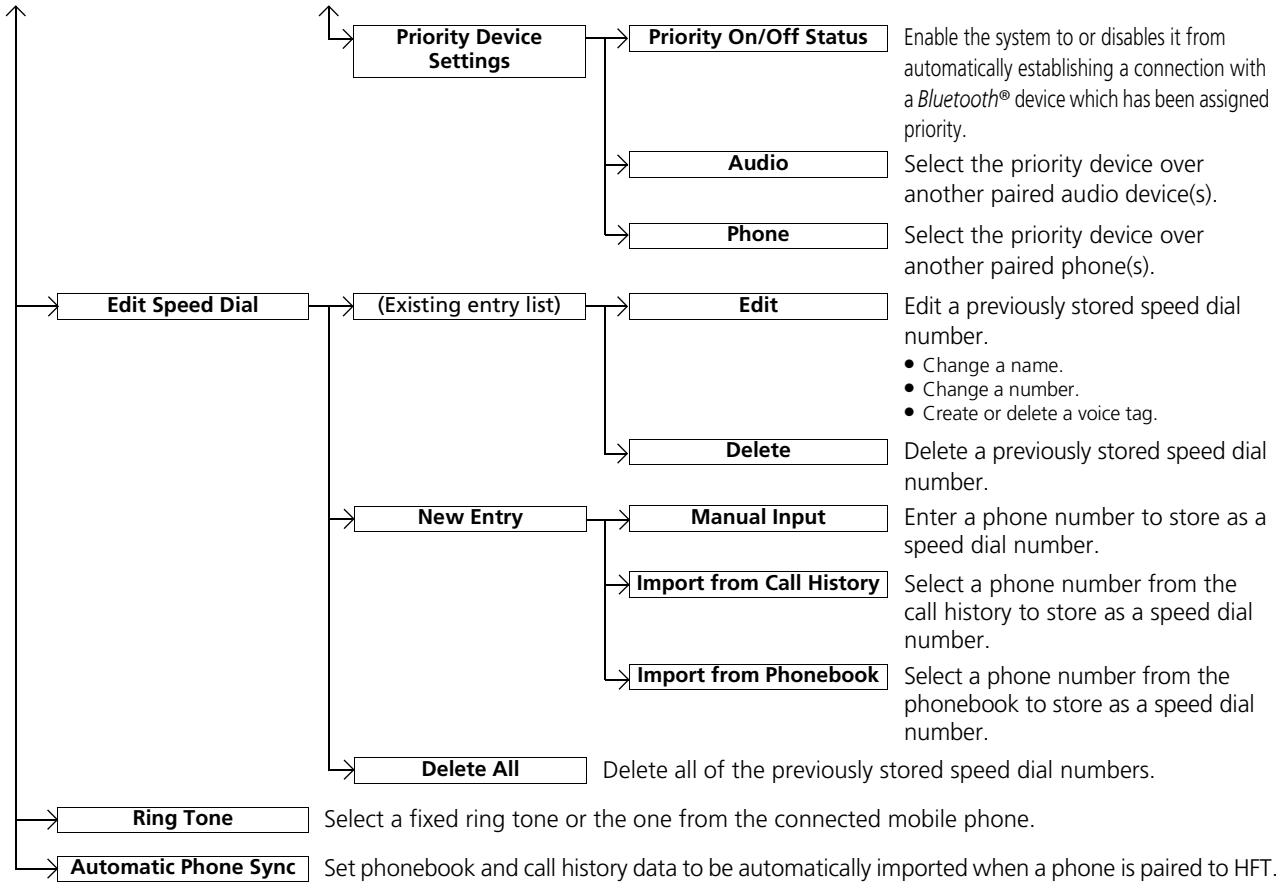 Priority Device
Settings
Priority On/Off Status
Enable the system to or disables it from
automatically establishing a connection with
a Bluetooth® device which has been assigned
priority.
Audio
Select the priority device over
another paired audio device(s).
Phone
Select the priority device over
another paired phone(s).
Edit Speed Dial
(Existing entry list)
Edit
Edit a previously stored speed dial
number.
● Change a name.
● Change a number.
● Create or delete a voice tag.
Delete
Delete a previously stored speed dial
number.
New Entry
Manual Input
Enter a phone number to store as a
speed dial number.
Import from Call History
Select a phone number from the
call history to store as a speed dial
number.
Import from Phonebook
Select a phone number from the
phonebook to store as a speed dial
number.
Delete All
Delete all of the previously stored speed dial numbers.
Ring Tone
Select a fixed ring tone or the one from the connected mobile phone.
Automatic Phone Sync
Set phonebook and call history data to be automatically imported when a phone is paired to HFT.